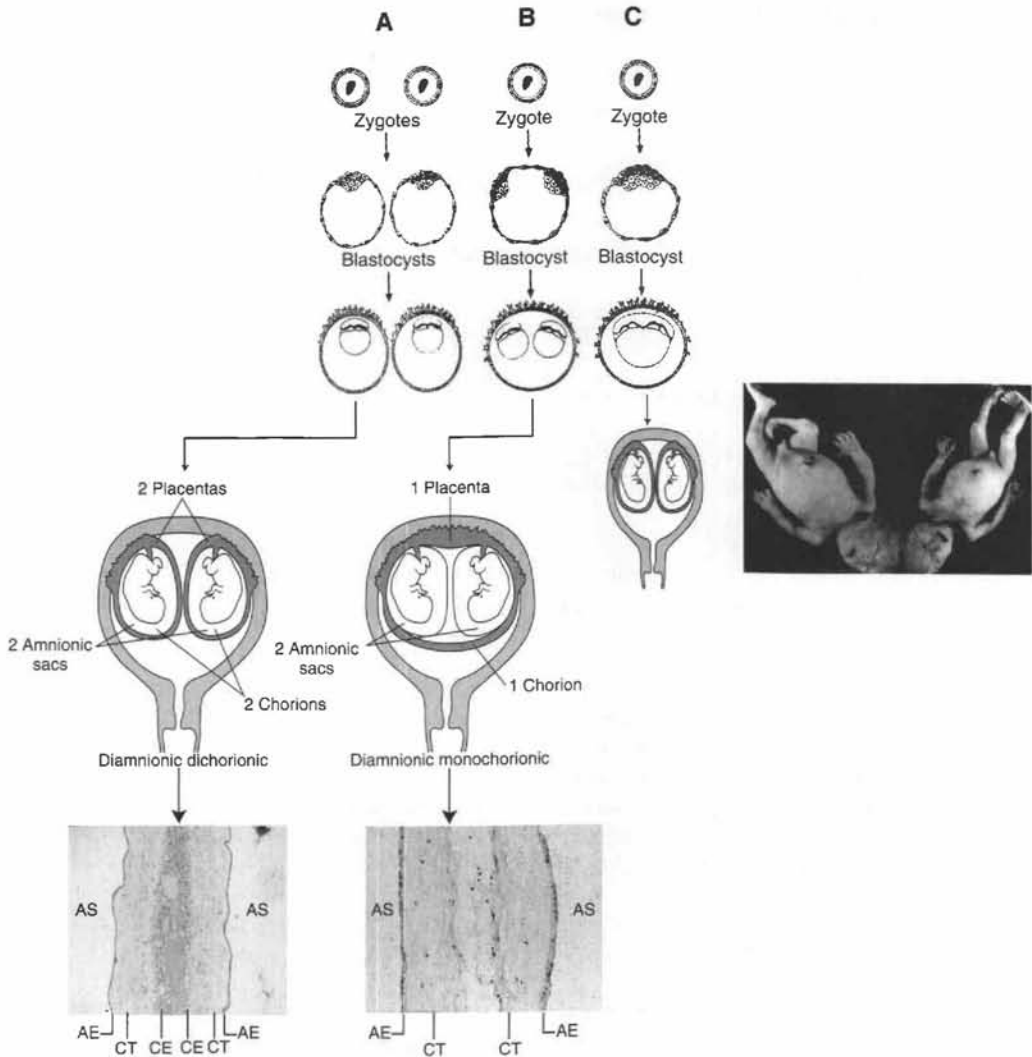 A B C
Zygotes Zygote Zygote
Blastocysts Blastocyst Blastocyst
2 Placentas
1 Placenta
2 Amnionic
sacs
2 Chorions
2 Amnionic
sacs
1 Chorion
Diamnionic dichorionic
Diamnionic monochorionic
AS AS AS AS
AE CT CE CE CT AE
AE CT CT AE